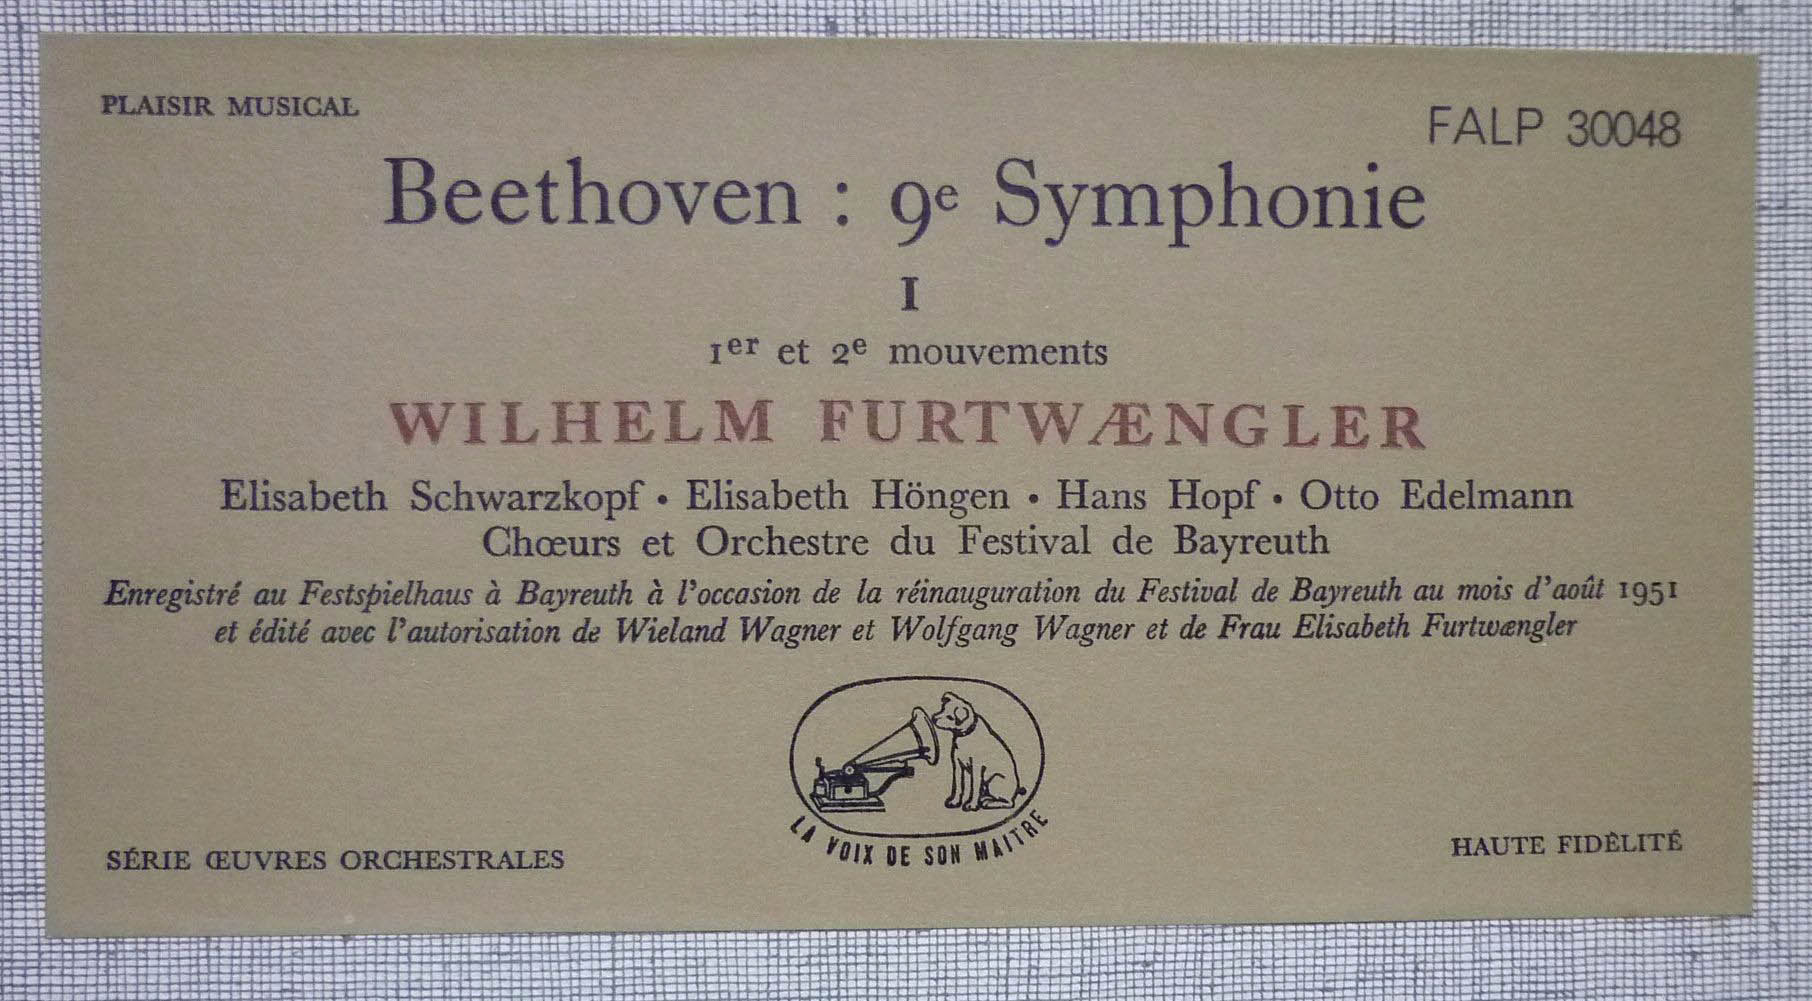 PLAISIR MUSICAL
FALP 30048
Beethoven : 9e Symphonie
I
1er et 2e mouvements
WILHELM FURTWÆNGLER
Elisabeth Schwarzkopf • Elisabeth Höngen • Hans Hopf • Otto Edelmann
Chœurs et Orchestre du Festival de Bayreuth
Enregistré au Festspielhaus à Bayreuth à l'occasion de la réinauguration du Festival de Bayreuth au mois d'août 1951
et édité avec l'autorisation de Wieland Wagner et Wolfgang Wagner et de Frau Elisabeth Furtwængler
LA VOIX DE SON MAITRE
SÉRIE ŒUVRES ORCHESTRALES
HAUTE FIDÉLITÉ